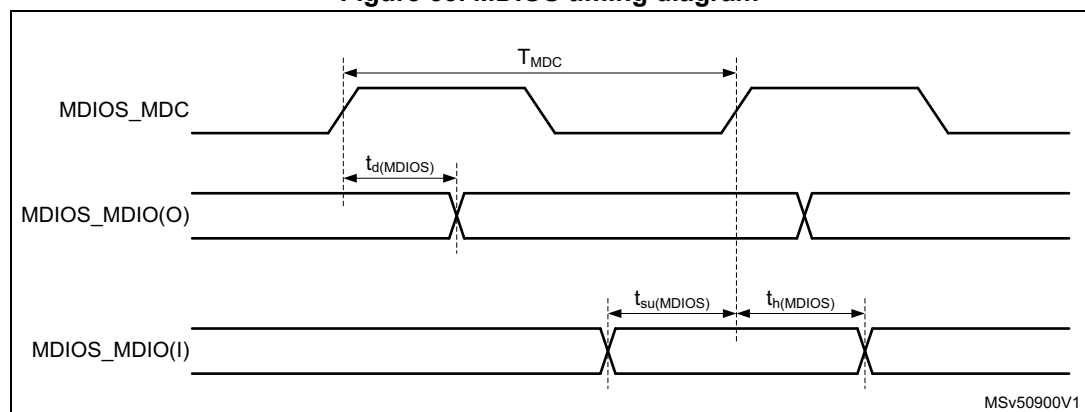 T_MDC
MDIOS_MDC
t_d(MDIOS)
MDIOS_MDIO(O)
t_su(MDIOS) t_h(MDIOS)
MDIOS_MDIO(I)
MSv50900V1